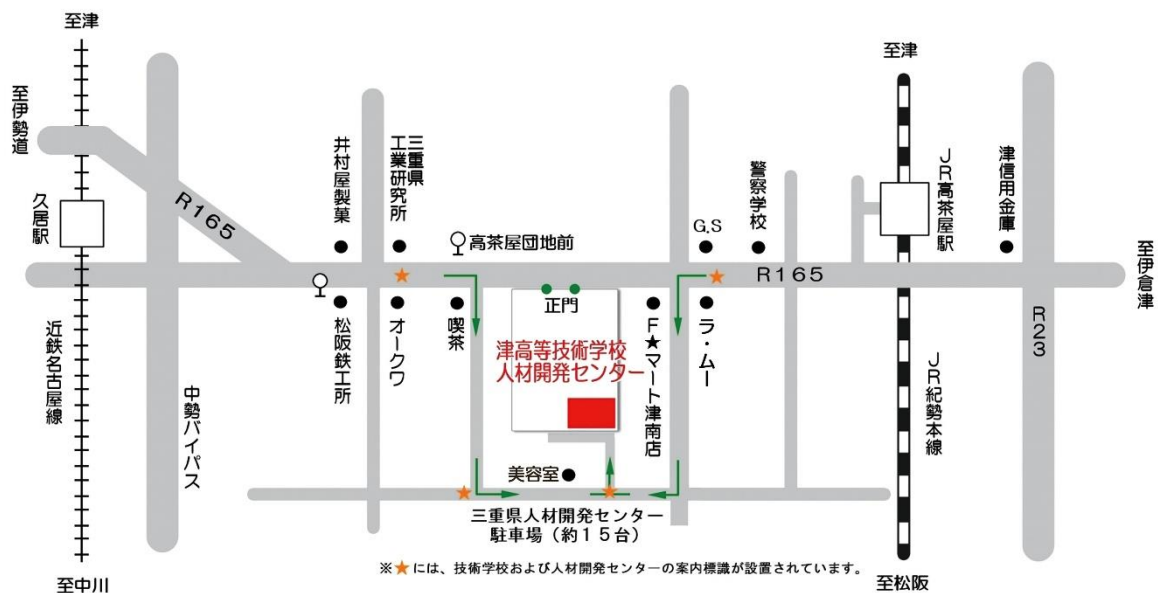 至津
至津
至伊勢道
井村屋製菓
三重県
工業研究所
警察学校
JR高茶屋駅
津信用金庫
久居駅
R165
高茶屋団地前
G.S
R165
至伊倉津
正門
近鉄名古屋線
松阪鉄工所
オークワ
喫茶
F★マート津南店
ラ・ムー
R23
津高等技術学校
人材開発センター
中勢バイパス
JR紀勢本線
美容室
三重県人材開発センター
駐車場（約15台）
※★には、技術学校および人材開発センターの案内標識が設置されています。
至中川
至松阪